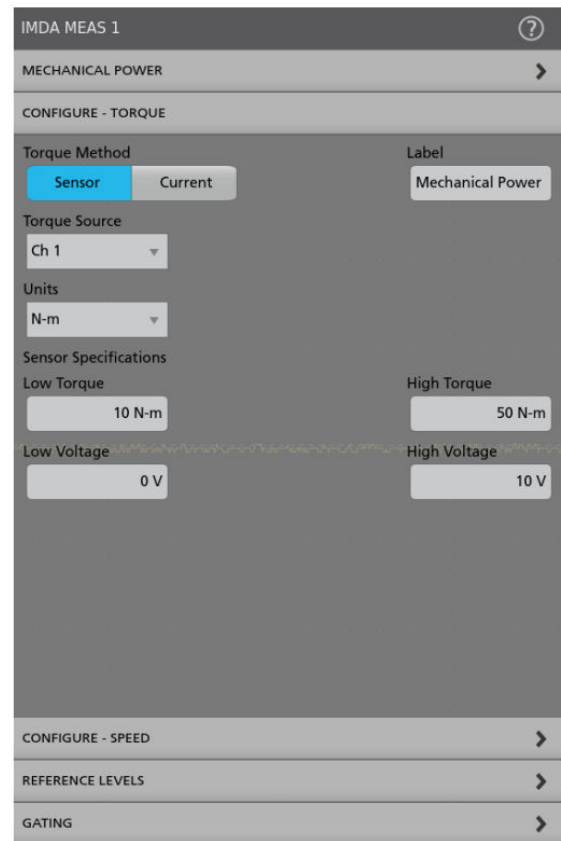 IMDA MEAS 1 ?
MECHANICAL POWER
CONFIGURE - TORQUE
Torque Method Label
Sensor Current Mechanical Power
Torque Source
Ch 1
Units
N-m
Sensor Specifications
Low Torque High Torque
10 N-m 50 N-m
Low Voltage High Voltage
0 V 10 V
CONFIGURE - SPEED
REFERENCE LEVELS
GATING